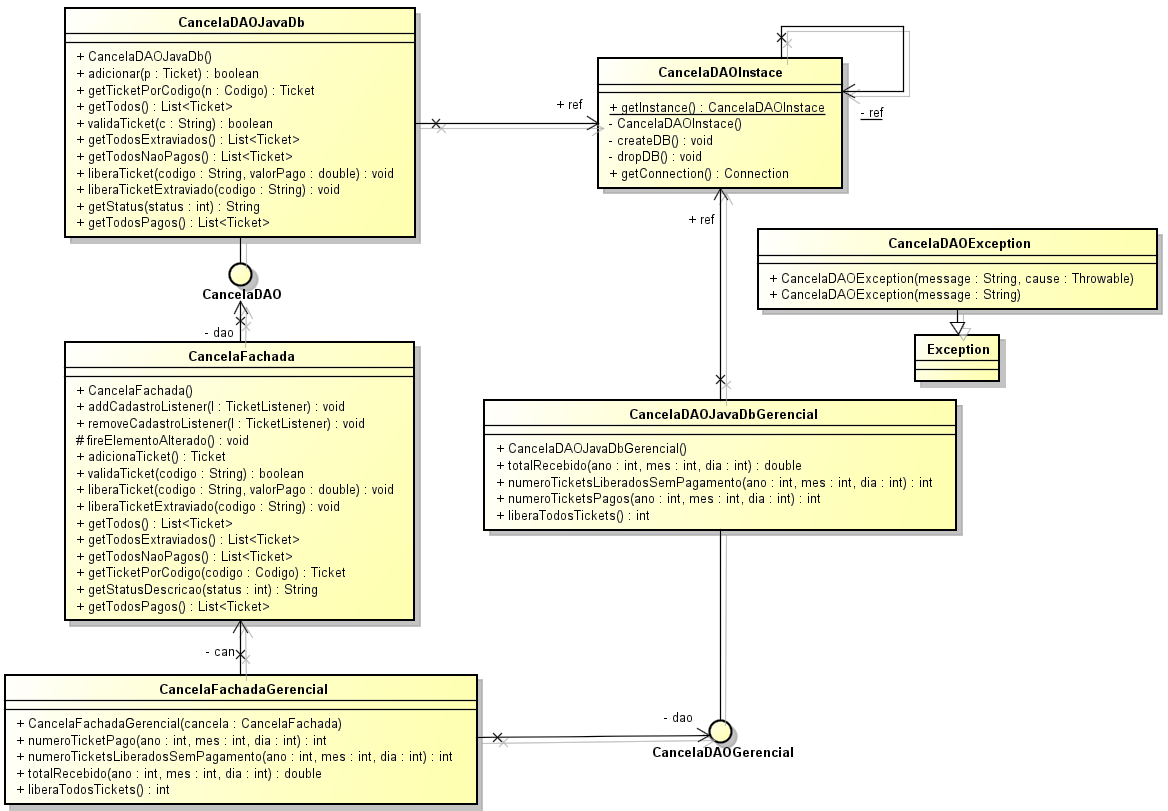 CancelaDAOJavaDb
+ CancelaDAOJavaDb()
+ adicionar(p : Ticket) : boolean
+ getTicketPorCodigo(n : Codigo) : Ticket
+ getTodos() : List<Ticket>
+ validaTicket(c : String) : boolean
+ getTodosExtraviados() : List<Ticket>
+ getTodosNaoPagos() : List<Ticket>
+ liberaTicket(codigo : String, valorPago : double) : void
+ liberaTicketExtraviado(codigo : String) : void
+ getStatus(status : int) : String
+ getTodosPagos() : List<Ticket>
+ ref
CancelaDAOInstace
+ getInstance() : CancelaDAOInstace
- CancelaDAOInstace()
- createDB() : void
- dropDB() : void
+ getConnection() : Connection
- ref
+ ref
CancelaDAOException
+ CancelaDAOException(message : String, cause : Throwable)
+ CancelaDAOException(message : String)
Exception
CancelaDAO
- dao
CancelaFachada
+ CancelaFachada()
+ addCadastroListener(l : TicketListener) : void
+ removeCadastroListener(l : TicketListener) : void
# fireElementoAlterado() : void
+ adicionaTicket() : Ticket
+ validaTicket(codigo : String) : boolean
+ liberaTicket(codigo : String, valorPago : double) : void
+ liberaTicketExtraviado(codigo : String) : void
+ getTodos() : List<Ticket>
+ getTodosExtraviados() : List<Ticket>
+ getTodosNaoPagos() : List<Ticket>
+ getTicketPorCodigo(codigo : Codigo) : Ticket
+ getStatusDescricao(status : int) : String
+ getTodosPagos() : List<Ticket>
CancelaDAOJavaDbGerencial
+ CancelaDAOJavaDbGerencial()
+ totalRecebido(ano : int, mes : int, dia : int) : double
+ numeroTicketsLiberadosSemPagamento(ano : int, mes : int, dia : int) : int
+ numeroTicketsPagos(ano : int, mes : int, dia : int) : int
+ liberaTodosTickets() : int
- can
CancelaFachadaGerencial
+ CancelaFachadaGerencial(cancela : CancelaFachada)
+ numeroTicketPago(ano : int, mes : int, dia : int) : int
+ numeroTicketsLiberadosSemPagamento(ano : int, mes : int, dia : int) : int
+ totalRecebido(ano : int, mes : int, dia : int) : double
+ liberaTodosTickets() : int
- dao
CancelaDAOGerencial